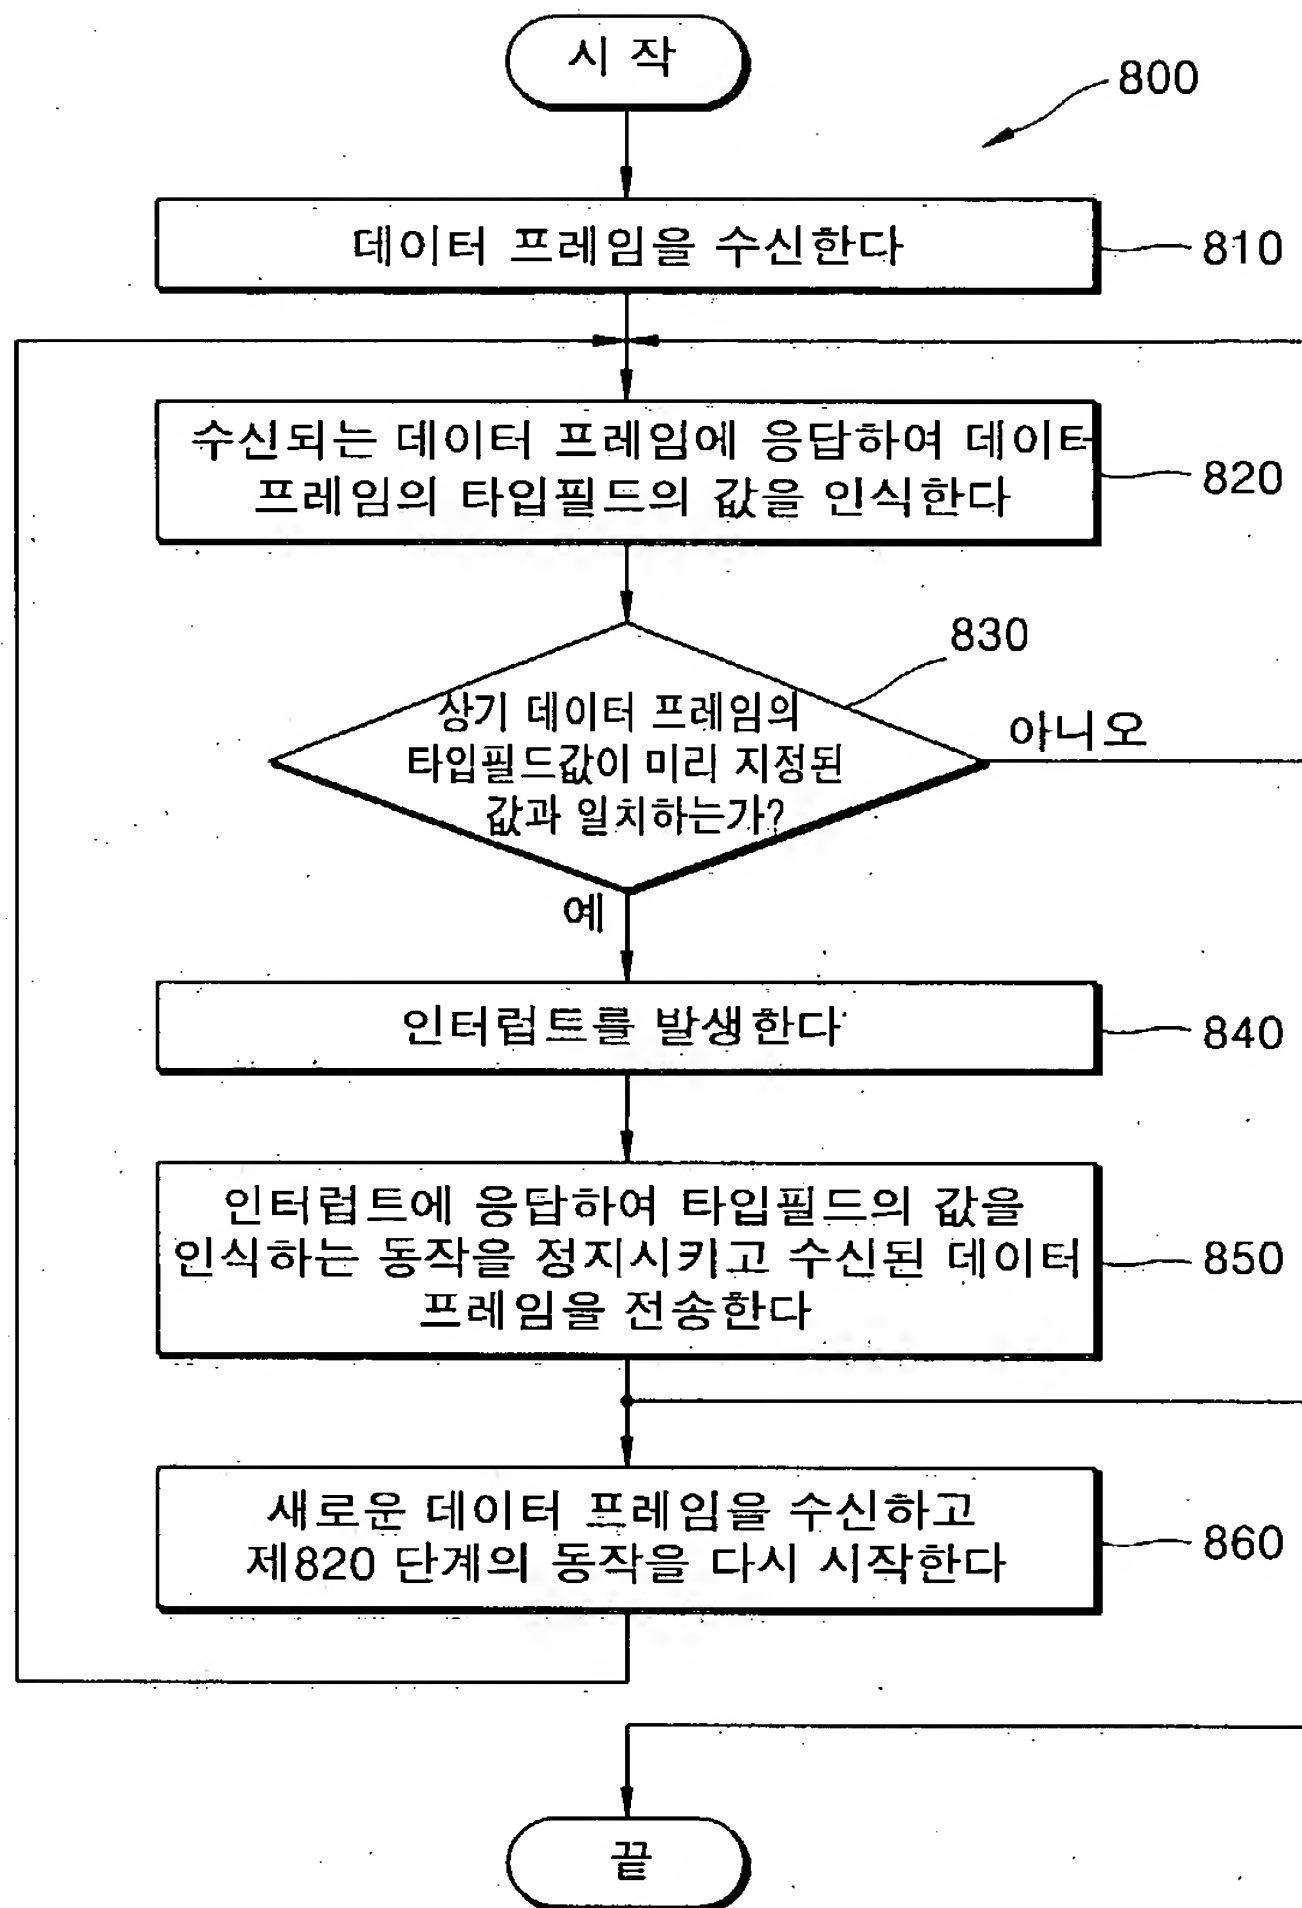 시 작
800
데이터 프레임을 수신한다
810
수신되는 데이터 프레임에 응답하여 데이터
프레임의 타입필드의 값을 인식한다
820
830
상기 데이터 프레임의
타입필드값이 미리 지정된
값과 일치하는가?
아니오
예
인터럽트를 발생한다
840
인터럽트에 응답하여 타입필드의 값을
인식하는 동작을 정지시키고 수신된 데이터
프레임을 전송한다
850
새로운 데이터 프레임을 수신하고
제820 단계의 동작을 다시 시작한다
860
끝